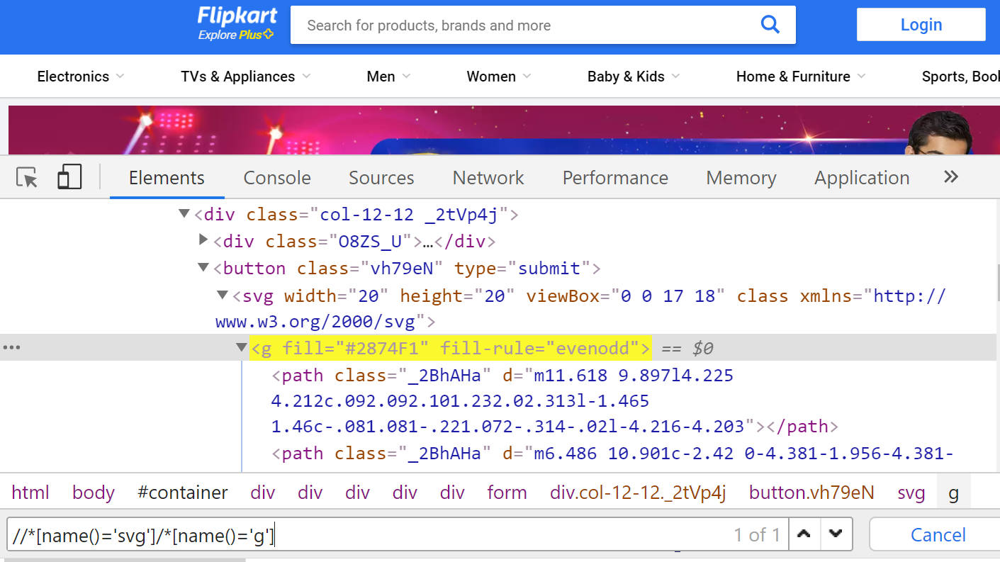 Flipkart
Explore Plus
Search for products, brands and more
Login
Electronics TVs & Appliances Men Women Baby & Kids Home & Furniture Sports, Book
Elements Console Sources Network Performance Memory Application »
<div class="col-12-12 _2tVp4j">
<div class="O8ZS_U">…</div>
<button class="vh79eN" type="submit">
<svg width="20" height="20" viewBox="0 0 17 18" class xmlns="http://
www.w3.org/2000/svg">
<g fill="#2874F1" fill-rule="evenodd"> == $0
<path class="_2BhAHa" d="m11.618 9.897l4.225
4.212c.092.092.101.232.02.313l-1.465
1.46c-.081.081-.221.072-.314-.02l-4.216-4.203"></path>
<path class="_2BhAHa" d="m6.486 10.901c-2.42 0-4.381-1.956-4.381-
html body #container div div div div div form div.col-12-12._2tVp4j button.vh79eN svg g
//*[name()='svg']/*[name()='g'] 1 of 1 Cancel